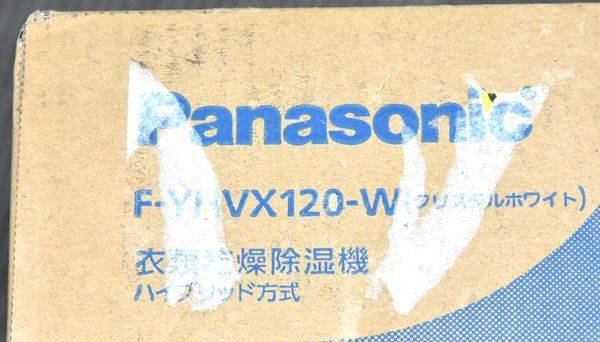 Panasonic
F-YHVX120-W(クリスタルホワイト)
衣類乾燥除湿機
ハイブリッド方式